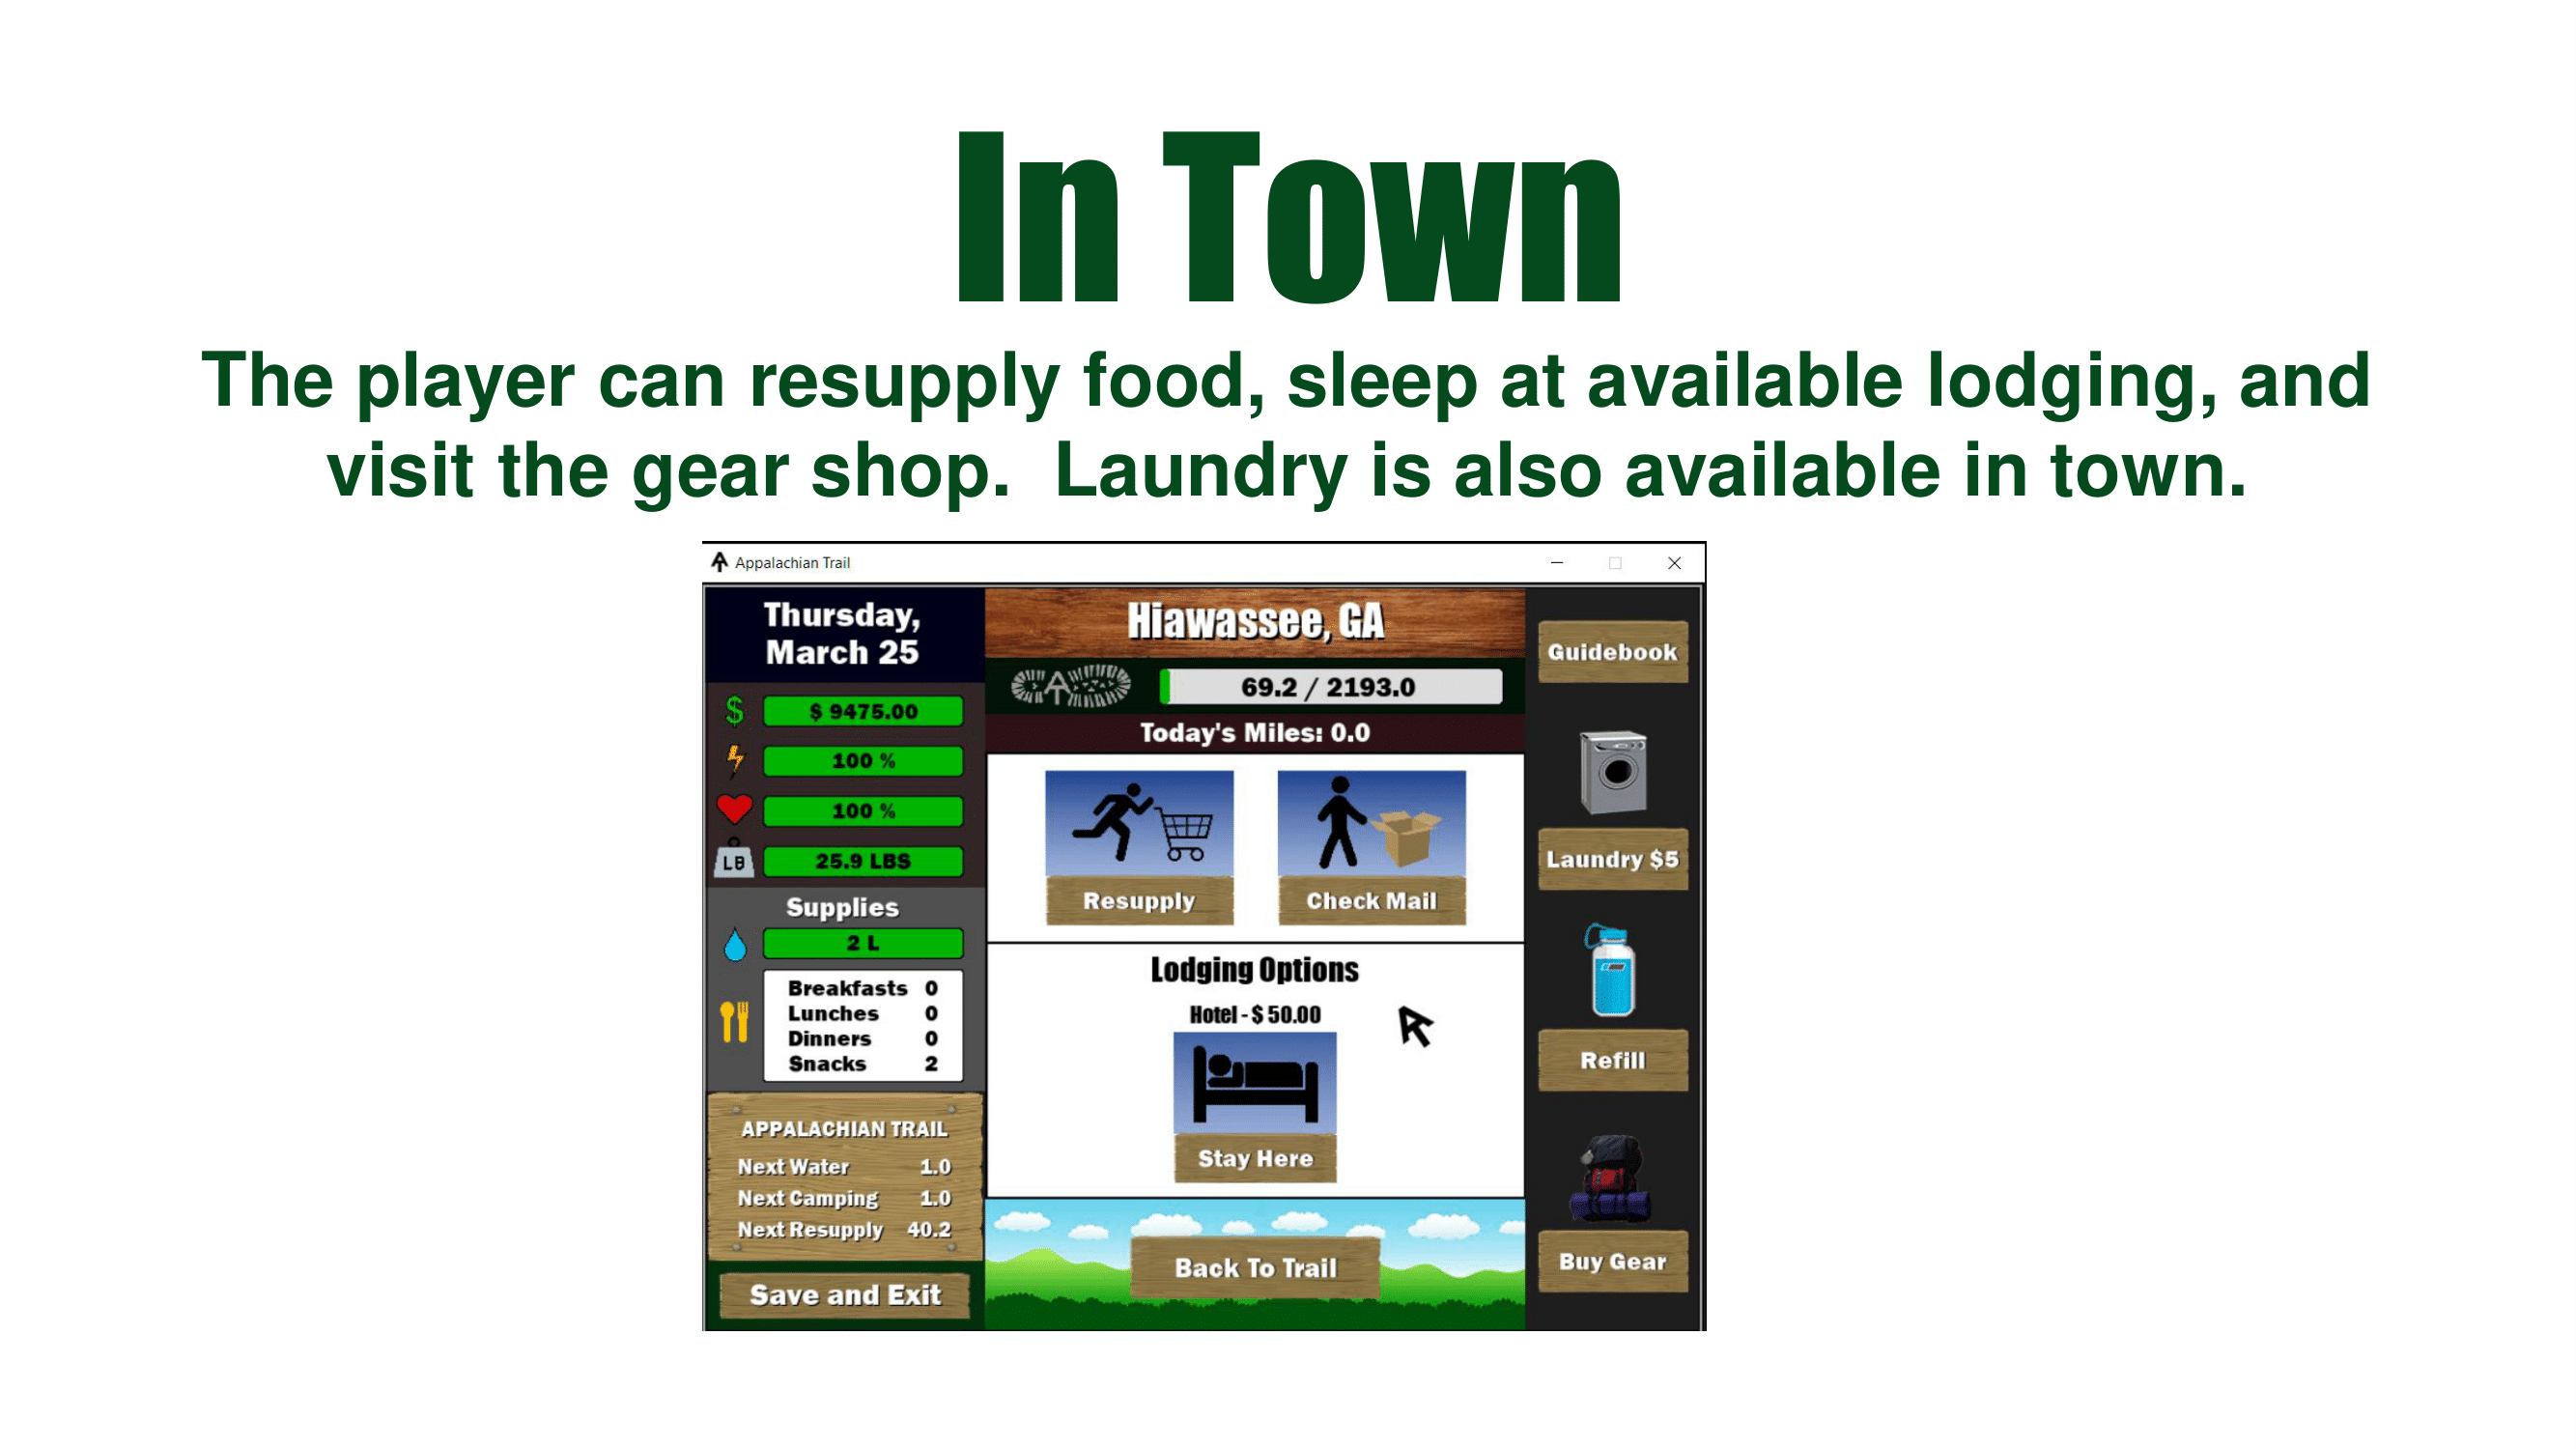 In Town
The player can resupply food, sleep at available lodging, and
visit the gear shop.  Laundry is also available in town.
Appalachian Trail
Thursday,
March 25
$ 9475.00
100 %
100 %
LB
25.9 LBS
Supplies
2 L
Breakfasts 0
Lunches 0
Dinners 0
Snacks 2
APPALACHIAN TRAIL
Next Water 1.0
Next Camping 1.0
Next Resupply 40.2
Save and Exit
Hiawassee, GA
69.2 / 2193.0
Today's Miles: 0.0
Resupply
Check Mail
Lodging Options
Hotel - $ 50.00
Stay Here
Back To Trail
Guidebook
Laundry $5
Refill
Buy Gear